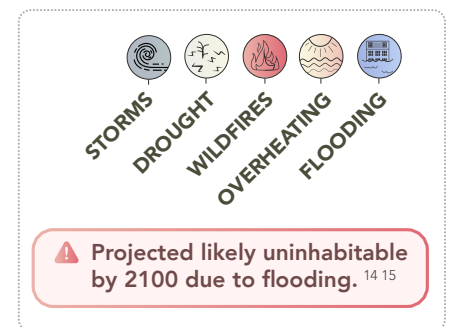 STORMS
DROUGHT
WILDFIRES
OVERHEATING
FLOODING
Projected likely uninhabitable
by 2100 due to flooding. 14 15